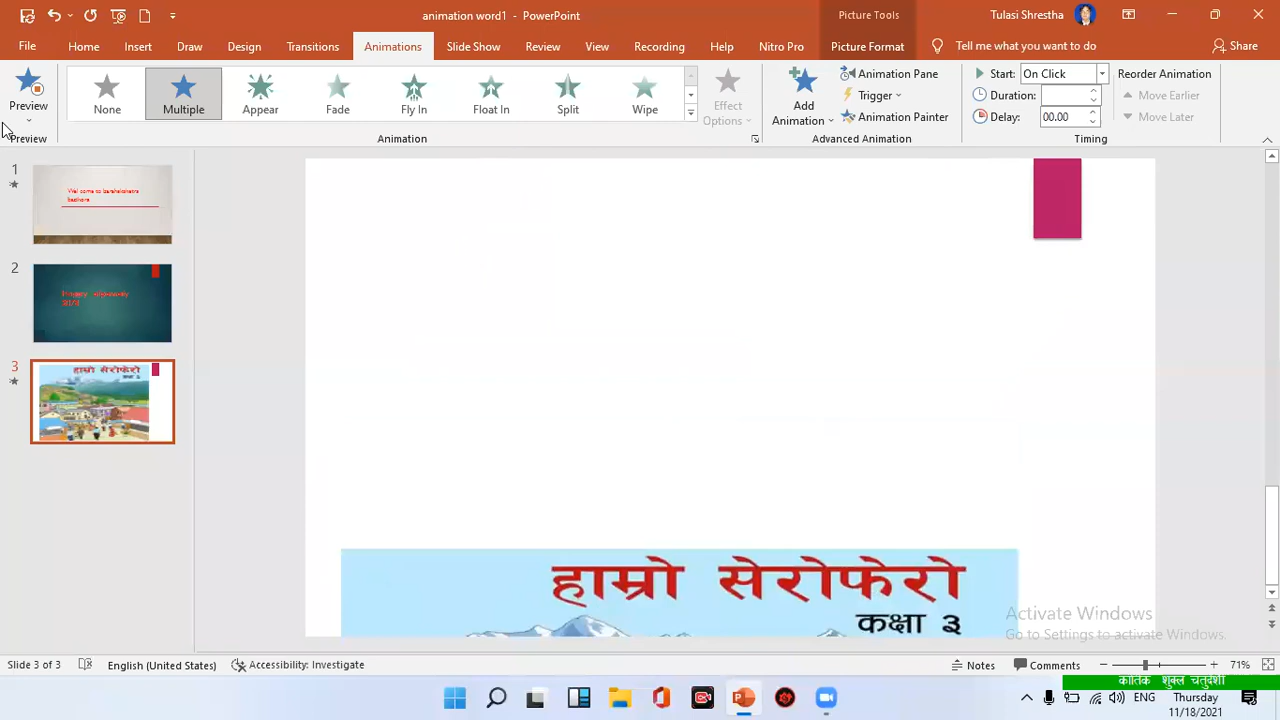 animation word1 - PowerPoint
Picture Tools
Tulasi Shrestha
File Home Insert Draw Design Transitions Animations Slide Show Review View Recording Help Nitro Pro Picture Format Tell me what you want to do Share
Preview
None Multiple Appear Fade Fly In Float In Split Wipe
Effect
Options
Add
Animation
Animation Pane
Trigger
Animation Painter
Start: On Click
Duration:
Delay: 00.00
Reorder Animation
Move Earlier
Move Later
Preview Animation Advanced Animation Timing
1
2
3
हाम्रो सेरोफेरो
हाम्रो सेरोफेरो
कक्षा ३
Activate Windows
Go to Settings to activate Windows.
Slide 3 of 3 English (United States) Accessibility: Investigate Notes Comments 71%
कार्तिक शुक्ल चतुर्दशी
ENG
Thursday
11/18/2021